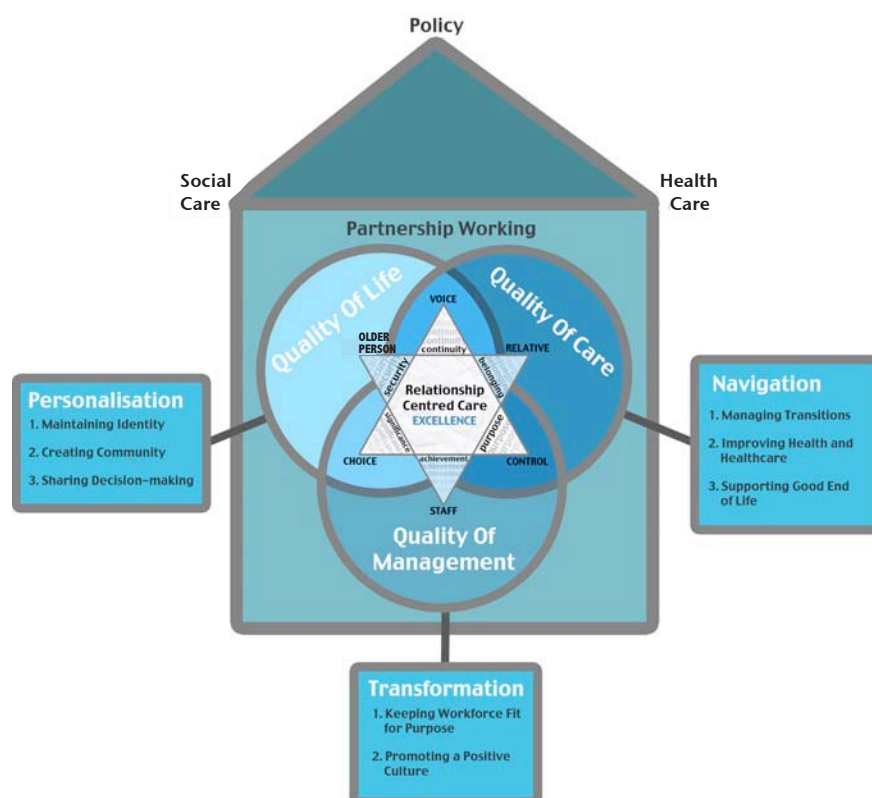 Policy
Social
Care
Health
Care
Partnership Working
Quality Of Life
Quality Of Care
VOICE
OLDER
PERSON
RELATIVE
continuity
security
belonging
Relationship
Centred Care
EXCELLENCE
significance
purpose
achievement
CHOICE
CONTROL
STAFF
Quality Of
Management
Personalisation
1. Maintaining Identity
2. Creating Community
3. Sharing Decision-making
Navigation
1. Managing Transitions
2. Improving Health and
Healthcare
3. Supporting Good End
of Life
Transformation
1. Keeping Workforce Fit
for Purpose
2. Promoting a Positive
Culture